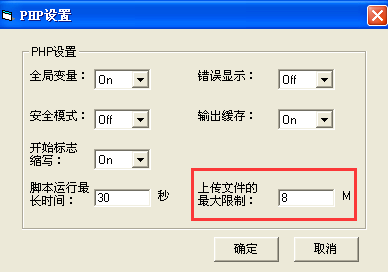 PHP设置
PHP设置
全局变量： On 错误显示： Off
安全模式： Off 输出缓存： On
开始标志
缩写： On
脚本运行最
长时间： 30 秒
上传文件的
最大限制： 8 M
确定 取消